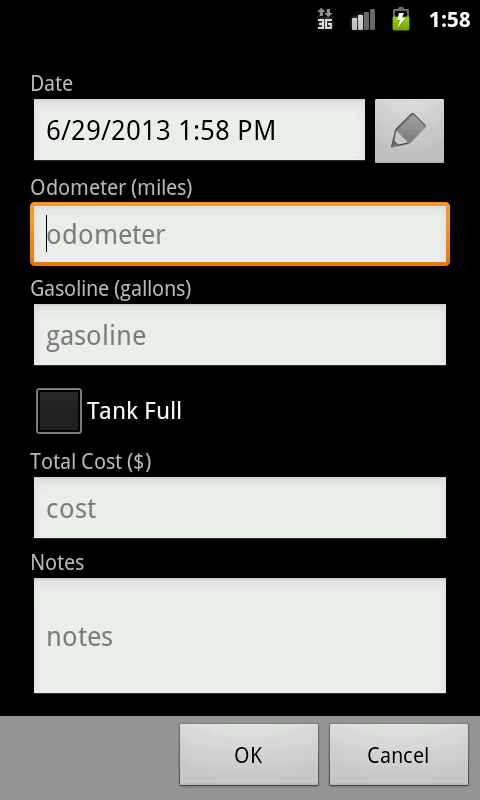 3G 1:58
Date
6/29/2013 1:58 PM
Odometer (miles)
odometer
Gasoline (gallons)
gasoline
Tank Full
Total Cost ($)
cost
Notes
notes
OK Cancel